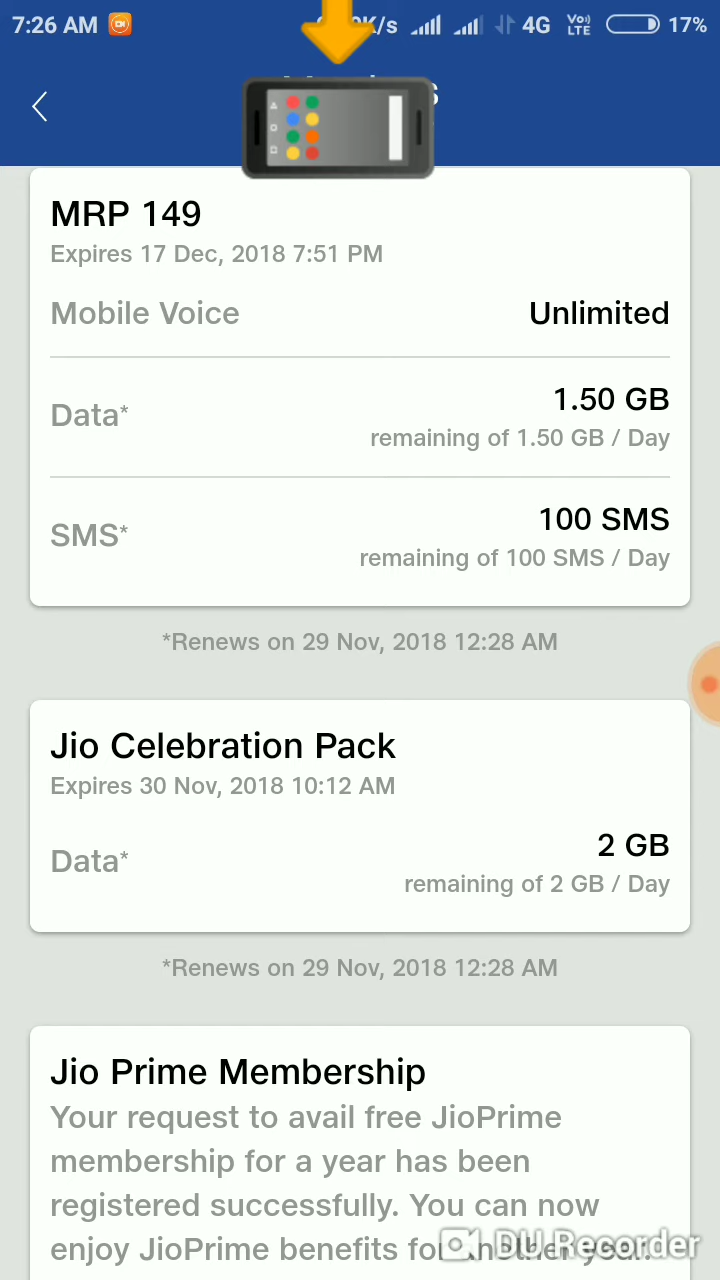 7:26 AM K/s 4G VoLTE 17%
MRP 149
Expires 17 Dec, 2018 7:51 PM
Mobile Voice Unlimited
Data* 1.50 GB
remaining of 1.50 GB / Day
SMS* 100 SMS
remaining of 100 SMS / Day
*Renews on 29 Nov, 2018 12:28 AM
Jio Celebration Pack
Expires 30 Nov, 2018 10:12 AM
Data* 2 GB
remaining of 2 GB / Day
*Renews on 29 Nov, 2018 12:28 AM
Jio Prime Membership
Your request to avail free JioPrime
membership for a year has been
registered successfully. You can now
enjoy JioPrime benefits for another year.
DU Recorder